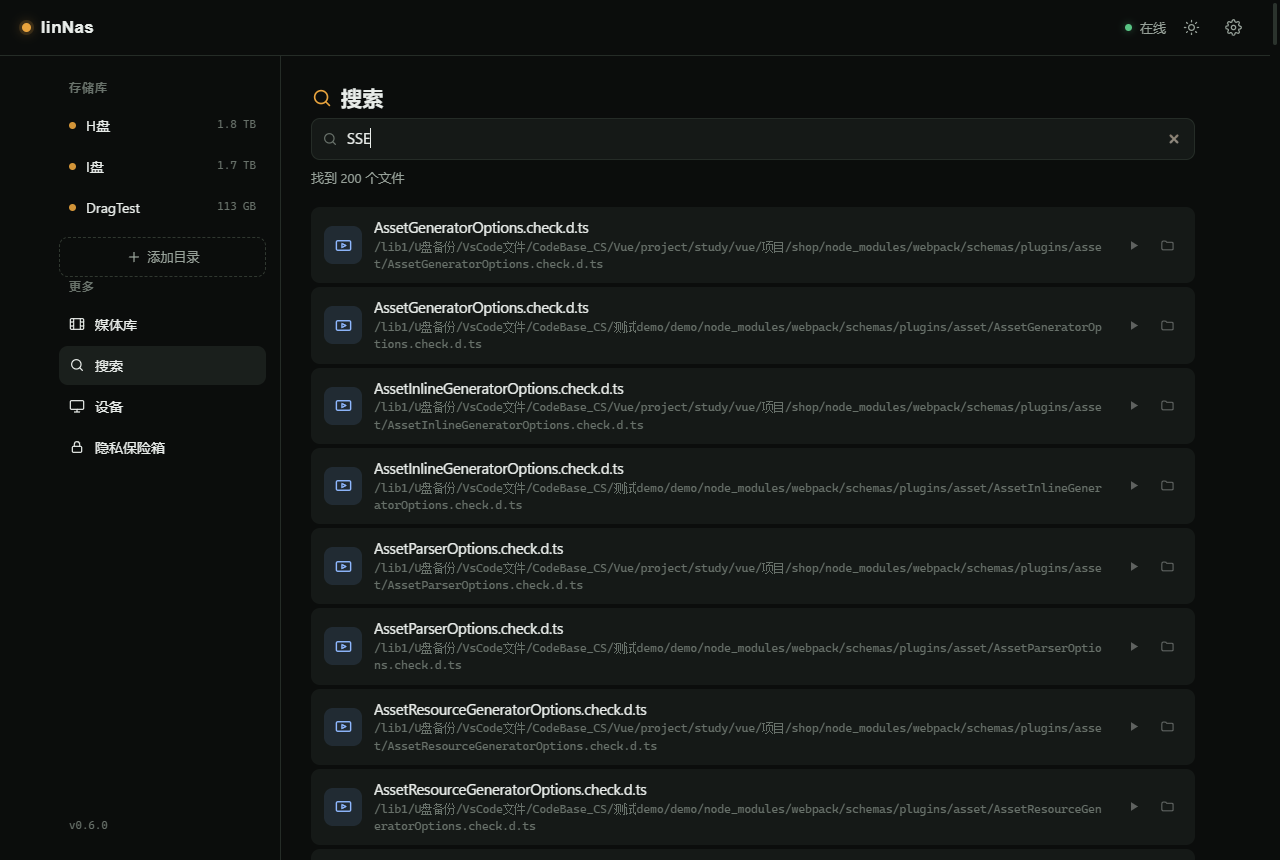 linNas
在线
存储库
H盘 1.8 TB
I盘 1.7 TB
DragTest 113 GB
+ 添加目录
更多
媒体库
搜索
设备
隐私保险箱
v0.6.0
搜索
SSE
找到 200 个文件
AssetGeneratorOptions.check.d.ts
/lib1/U盘备份/VsCode文件/CodeBase_CS/Vue/project/study/vue/项目/shop/node_modules/webpack/schemas/plugins/asse
t/AssetGeneratorOptions.check.d.ts
AssetGeneratorOptions.check.d.ts
/lib1/U盘备份/VsCode文件/CodeBase_CS/测试demo/demo/node_modules/webpack/schemas/plugins/asset/AssetGeneratorOp
tions.check.d.ts
AssetInlineGeneratorOptions.check.d.ts
/lib1/U盘备份/VsCode文件/CodeBase_CS/Vue/project/study/vue/项目/shop/node_modules/webpack/schemas/plugins/asse
t/AssetInlineGeneratorOptions.check.d.ts
AssetInlineGeneratorOptions.check.d.ts
/lib1/U盘备份/VsCode文件/CodeBase_CS/测试demo/demo/node_modules/webpack/schemas/plugins/asset/AssetInlineGener
atorOptions.check.d.ts
AssetParserOptions.check.d.ts
/lib1/U盘备份/VsCode文件/CodeBase_CS/Vue/project/study/vue/项目/shop/node_modules/webpack/schemas/plugins/asse
t/AssetParserOptions.check.d.ts
AssetParserOptions.check.d.ts
/lib1/U盘备份/VsCode文件/CodeBase_CS/测试demo/demo/node_modules/webpack/schemas/plugins/asset/AssetParserOptio
ns.check.d.ts
AssetResourceGeneratorOptions.check.d.ts
/lib1/U盘备份/VsCode文件/CodeBase_CS/Vue/project/study/vue/项目/shop/node_modules/webpack/schemas/plugins/asse
t/AssetResourceGeneratorOptions.check.d.ts
AssetResourceGeneratorOptions.check.d.ts
/lib1/U盘备份/VsCode文件/CodeBase_CS/测试demo/demo/node_modules/webpack/schemas/plugins/asset/AssetResourceGen
eratorOptions.check.d.ts